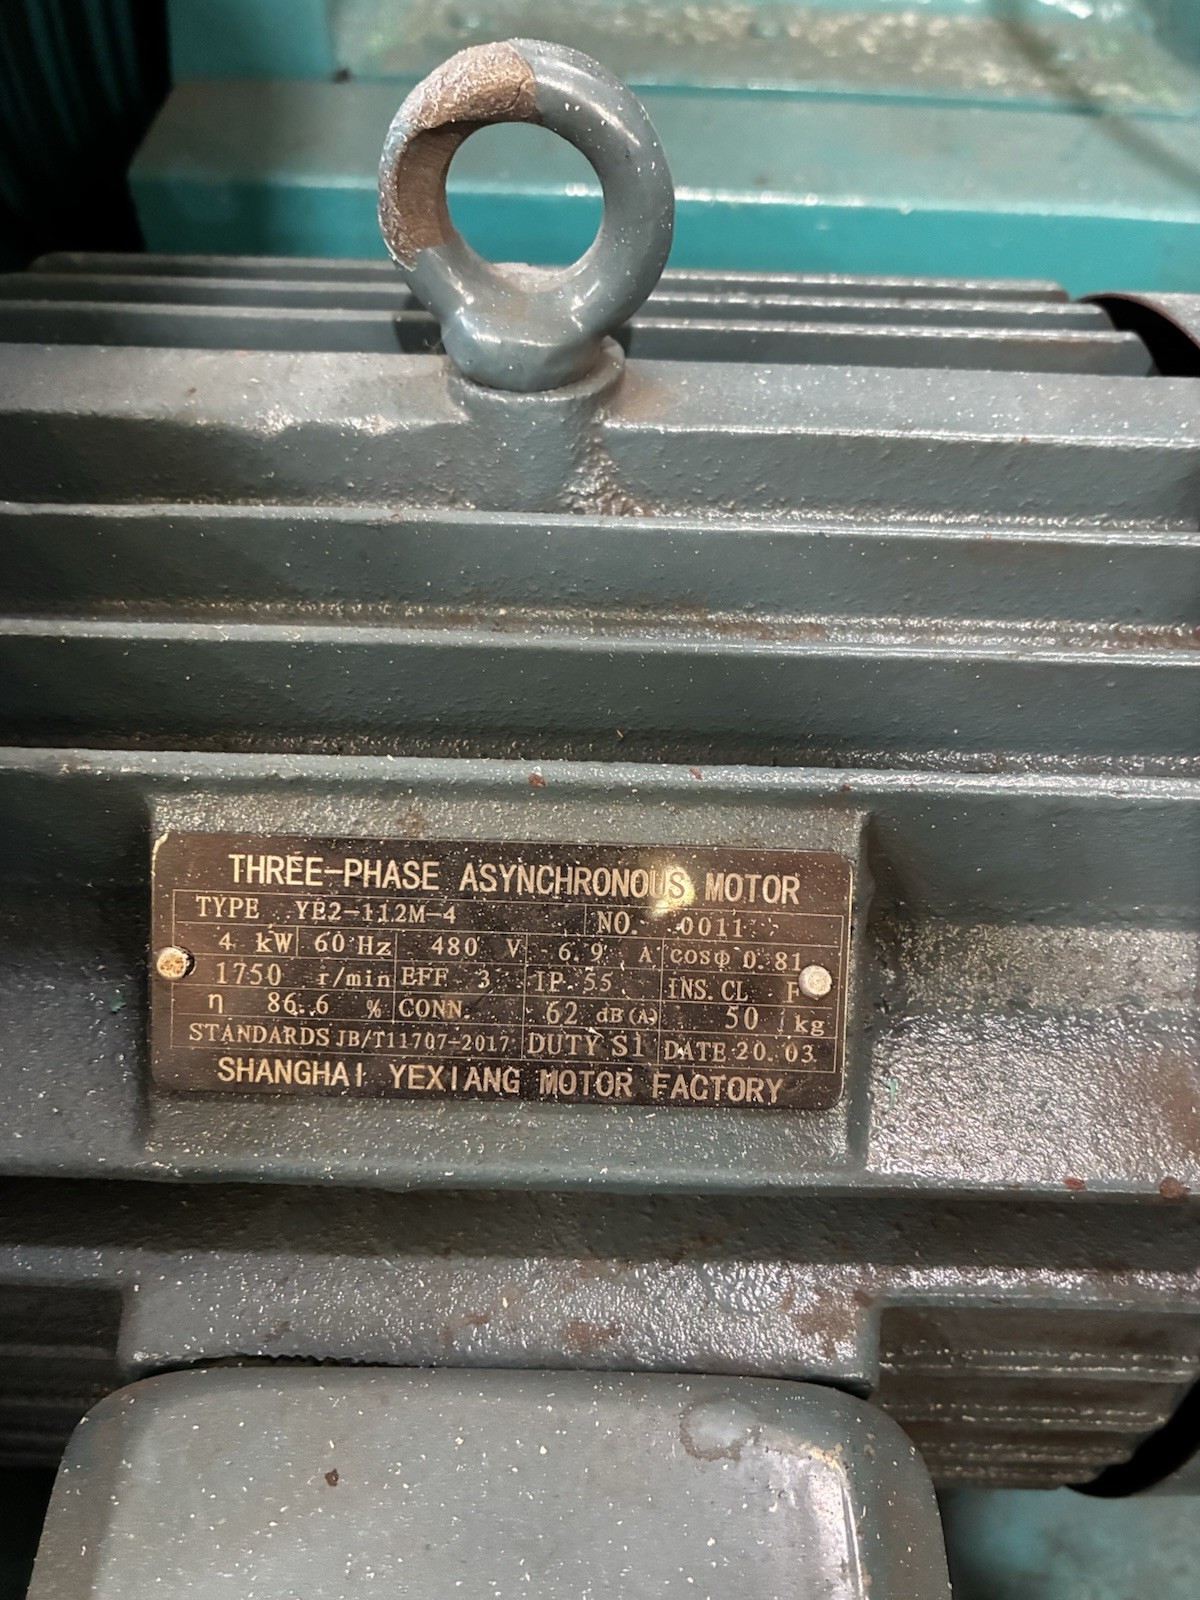 THREE-PHASE ASYNCHRONOUS MOTOR
TYPE YE2-112M-4 NO. 0011
4 kW 60 Hz 480 V 6.9 A COSΦ 0.81
1750 r/min EFF 3 IP 55 INS. CL F
η 86.6 % CONN. 62 dB(A) 50 kg
STANDARDS JB/T11707-2017 DUTY S1 DATE 20.03
SHANGHAI YEXIANG MOTOR FACTORY